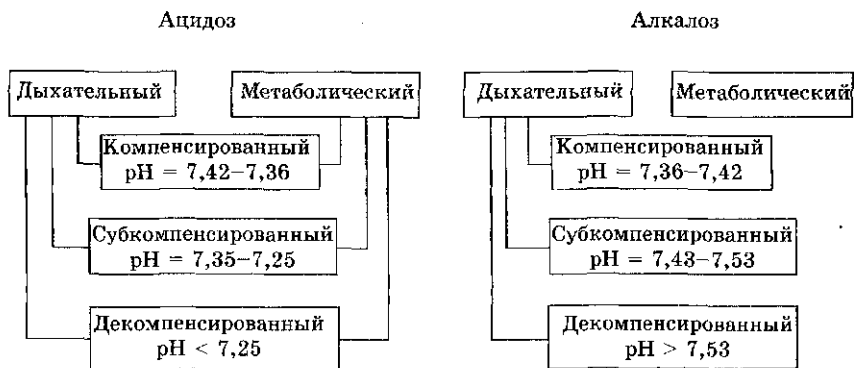 Ацидоз
Алкалоз
Дыхательный
Метаболический
Дыхательный
Метаболический
Компенсированный
pH = 7,42–7,36
Компенсированный
pH = 7,36–7,42
Субкомпенсированный
pH = 7,35–7,25
Субкомпенсированный
pH = 7,43–7,53
Декомпенсированный
pH < 7,25
Декомпенсированный
pH > 7,53